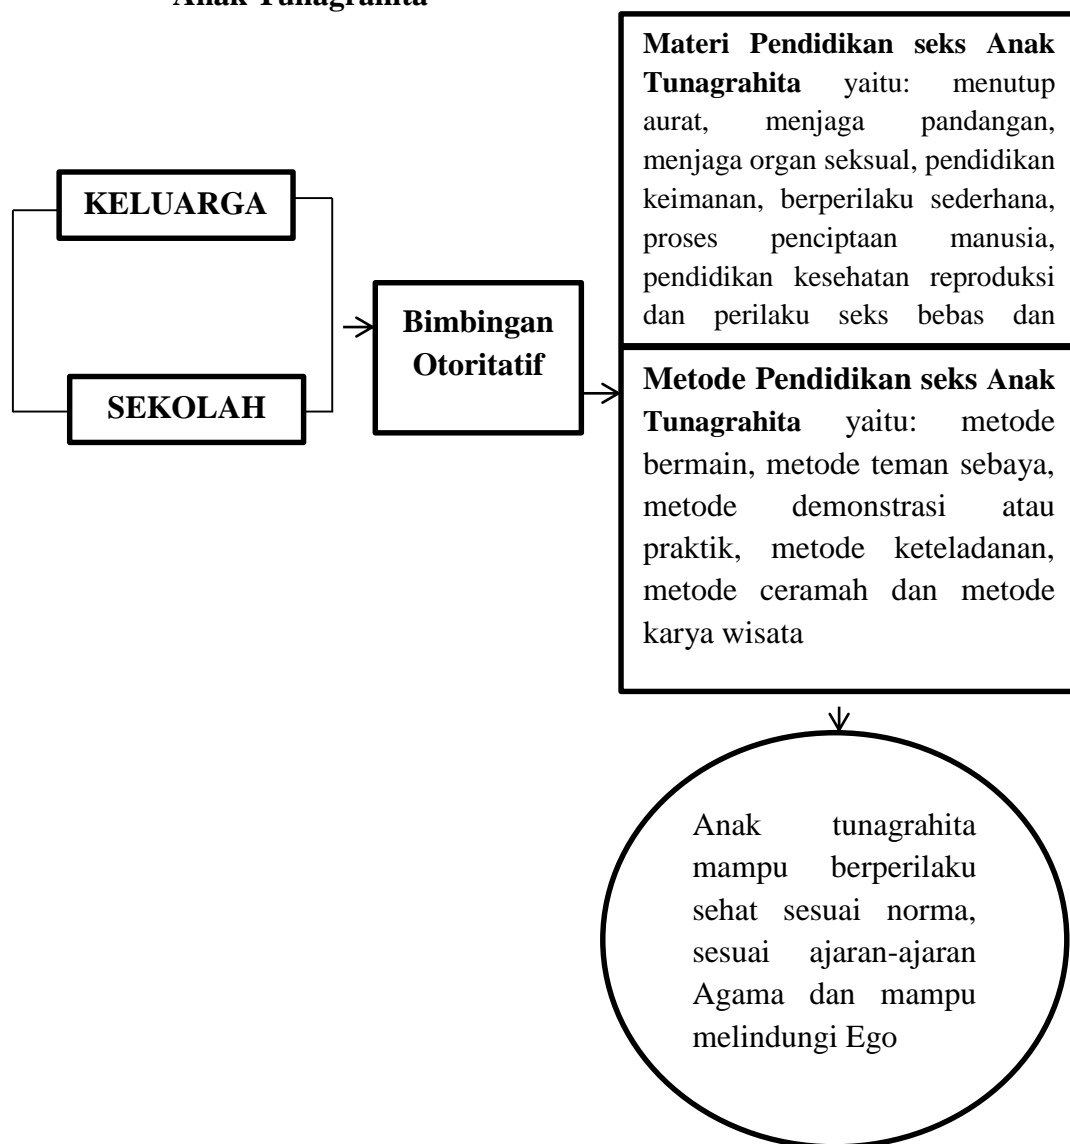 Anak Tunagrahita
KELUARGA
SEKOLAH
Bimbingan
Otoritatif
Materi Pendidikan seks Anak
Tunagrahita yaitu: menutup
aurat, menjaga pandangan,
menjaga organ seksual, pendidikan
keimanan, berperilaku sederhana,
proses penciptaan manusia,
pendidikan kesehatan reproduksi
dan perilaku seks bebas dan
Metode Pendidikan seks Anak
Tunagrahita yaitu: metode
bermain, metode teman sebaya,
metode demonstrasi atau
praktik, metode keteladanan,
metode ceramah dan metode
karya wisata
Anak tunagrahita
mampu berperilaku
sehat sesuai norma,
sesuai ajaran-ajaran
Agama dan mampu
melindungi Ego